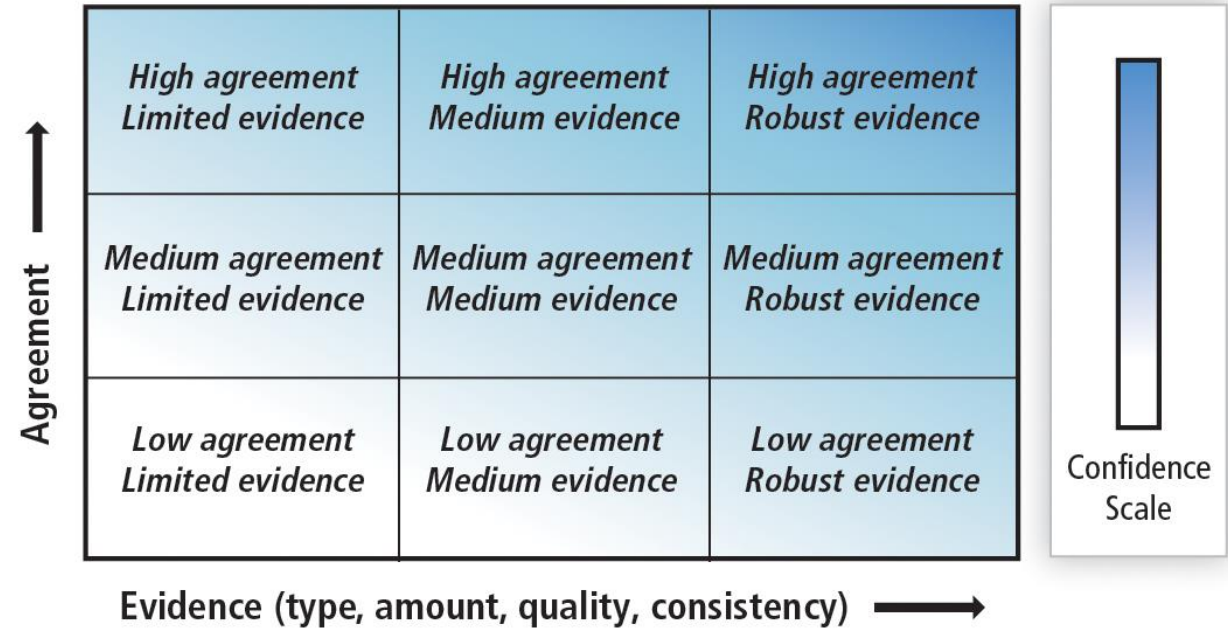 High agreement
Limited evidence
High agreement
Medium evidence
High agreement
Robust evidence
Medium agreement
Limited evidence
Medium agreement
Medium evidence
Medium agreement
Robust evidence
Low agreement
Limited evidence
Low agreement
Medium evidence
Low agreement
Robust evidence
Agreement
Evidence (type, amount, quality, consistency)
Confidence
Scale